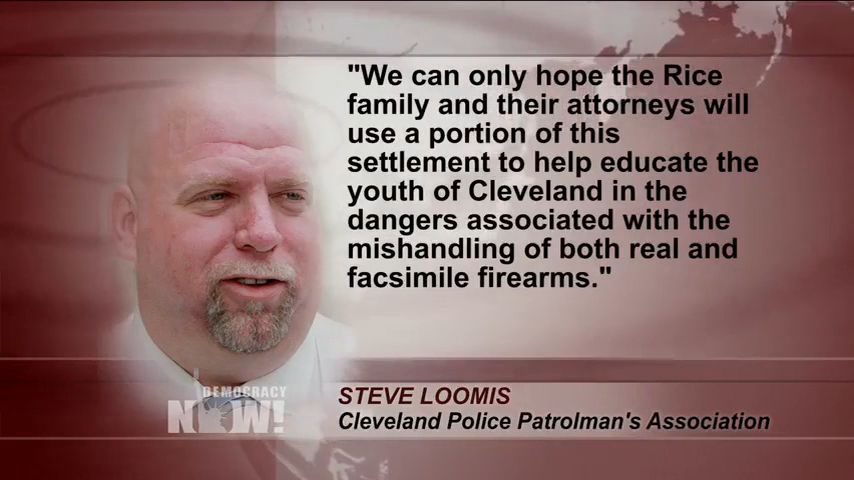 "We can only hope the Rice
family and their attorneys will
use a portion of this
settlement to help educate the
youth of Cleveland in the
dangers associated with the
mishandling of both real and
facsimile firearms."
STEVE LOOMIS
Cleveland Police Patrolman's Association
DEMOCRACY
NOW!